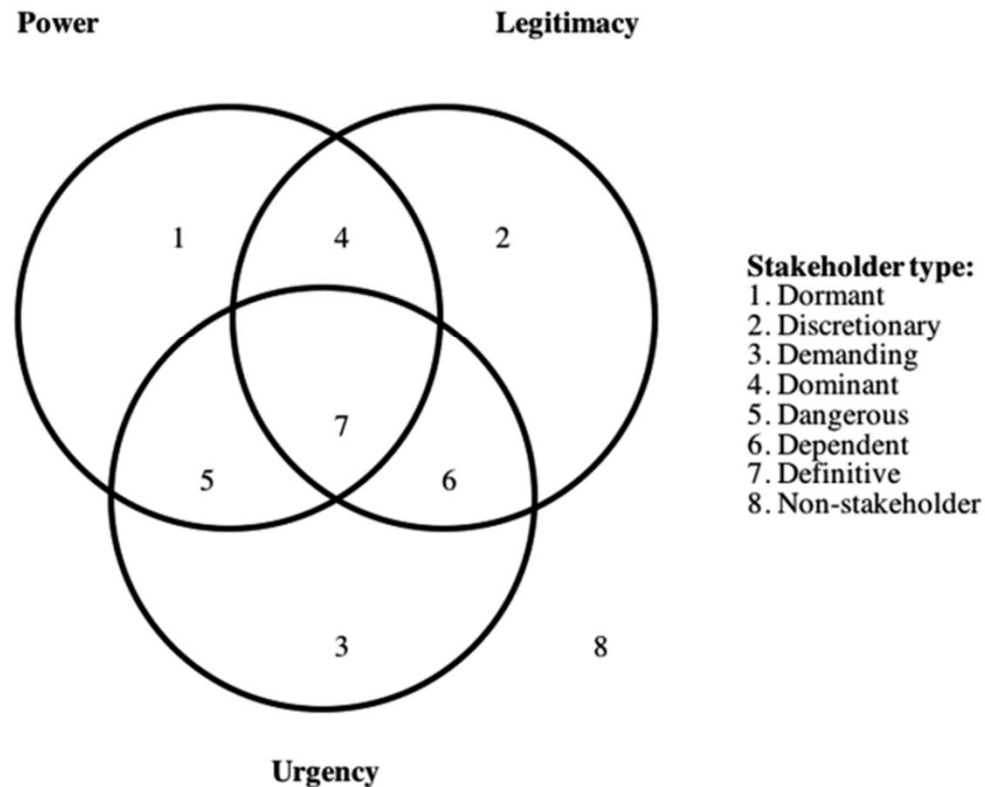 Power
Legitimacy
1
4
2
7
5
6
3
8
Urgency
Stakeholder type:
1. Dormant
2. Discretionary
3. Demanding
4. Dominant
5. Dangerous
6. Dependent
7. Definitive
8. Non-stakeholder